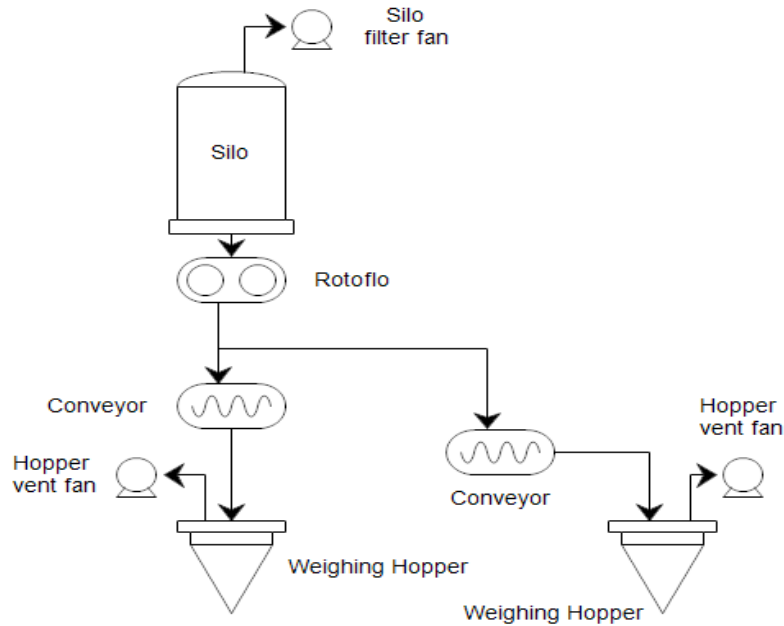 Silo
filter fan
Silo
Rotoflo
Conveyor
Hopper
vent fan
Hopper
vent fan
Conveyor
Weighing Hopper
Weighing Hopper